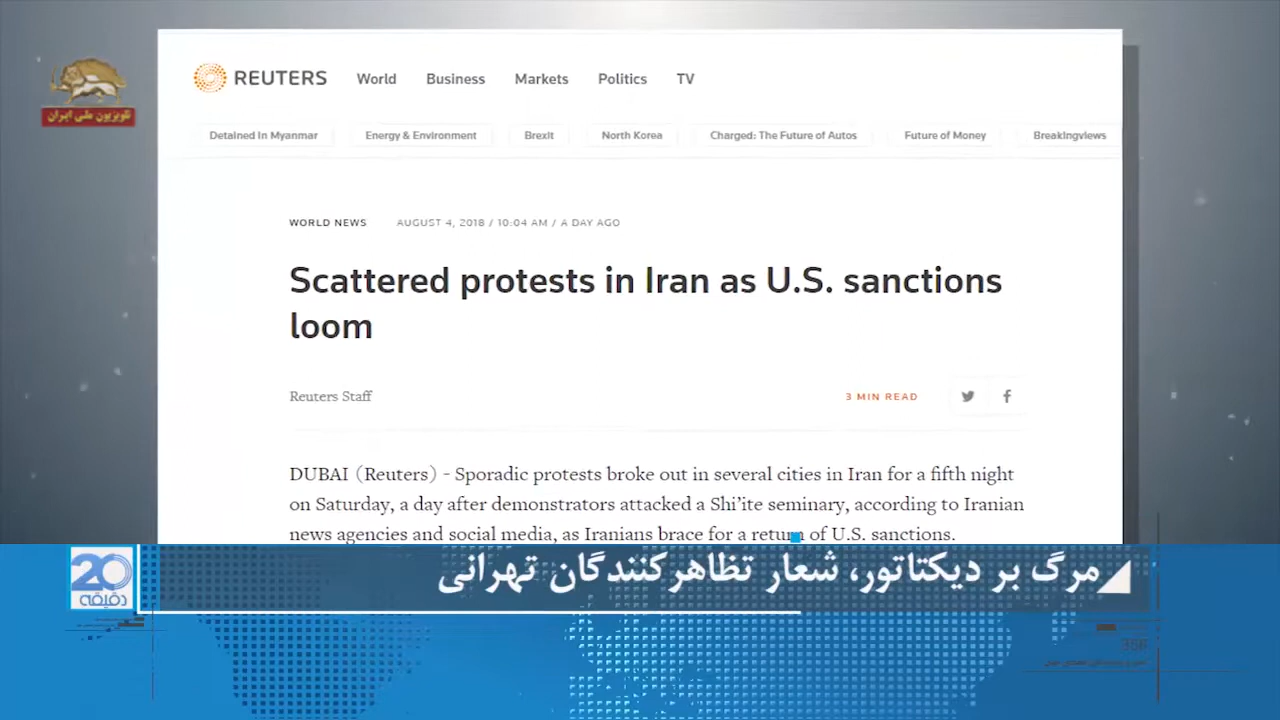 تلویزیون ملی ایران
REUTERS World Business Markets Politics TV
Detained In Myanmar Energy & Environment Brexit North Korea Charged: The Future of Autos Future of Money Breakingviews
WORLD NEWS AUGUST 4, 2018 / 10:04 AM / A DAY AGO
Scattered protests in Iran as U.S. sanctions
loom
Reuters Staff 3 MIN READ
DUBAI (Reuters) - Sporadic protests broke out in several cities in Iran for a fifth night
on Saturday, a day after demonstrators attacked a Shi'ite seminary, according to Iranian
news agencies and social media, as Iranians brace for a return of U.S. sanctions.
مرگ بر دیکتاتور، شعار تظاهرکنندگان تهرانی
20
دقیقه
356